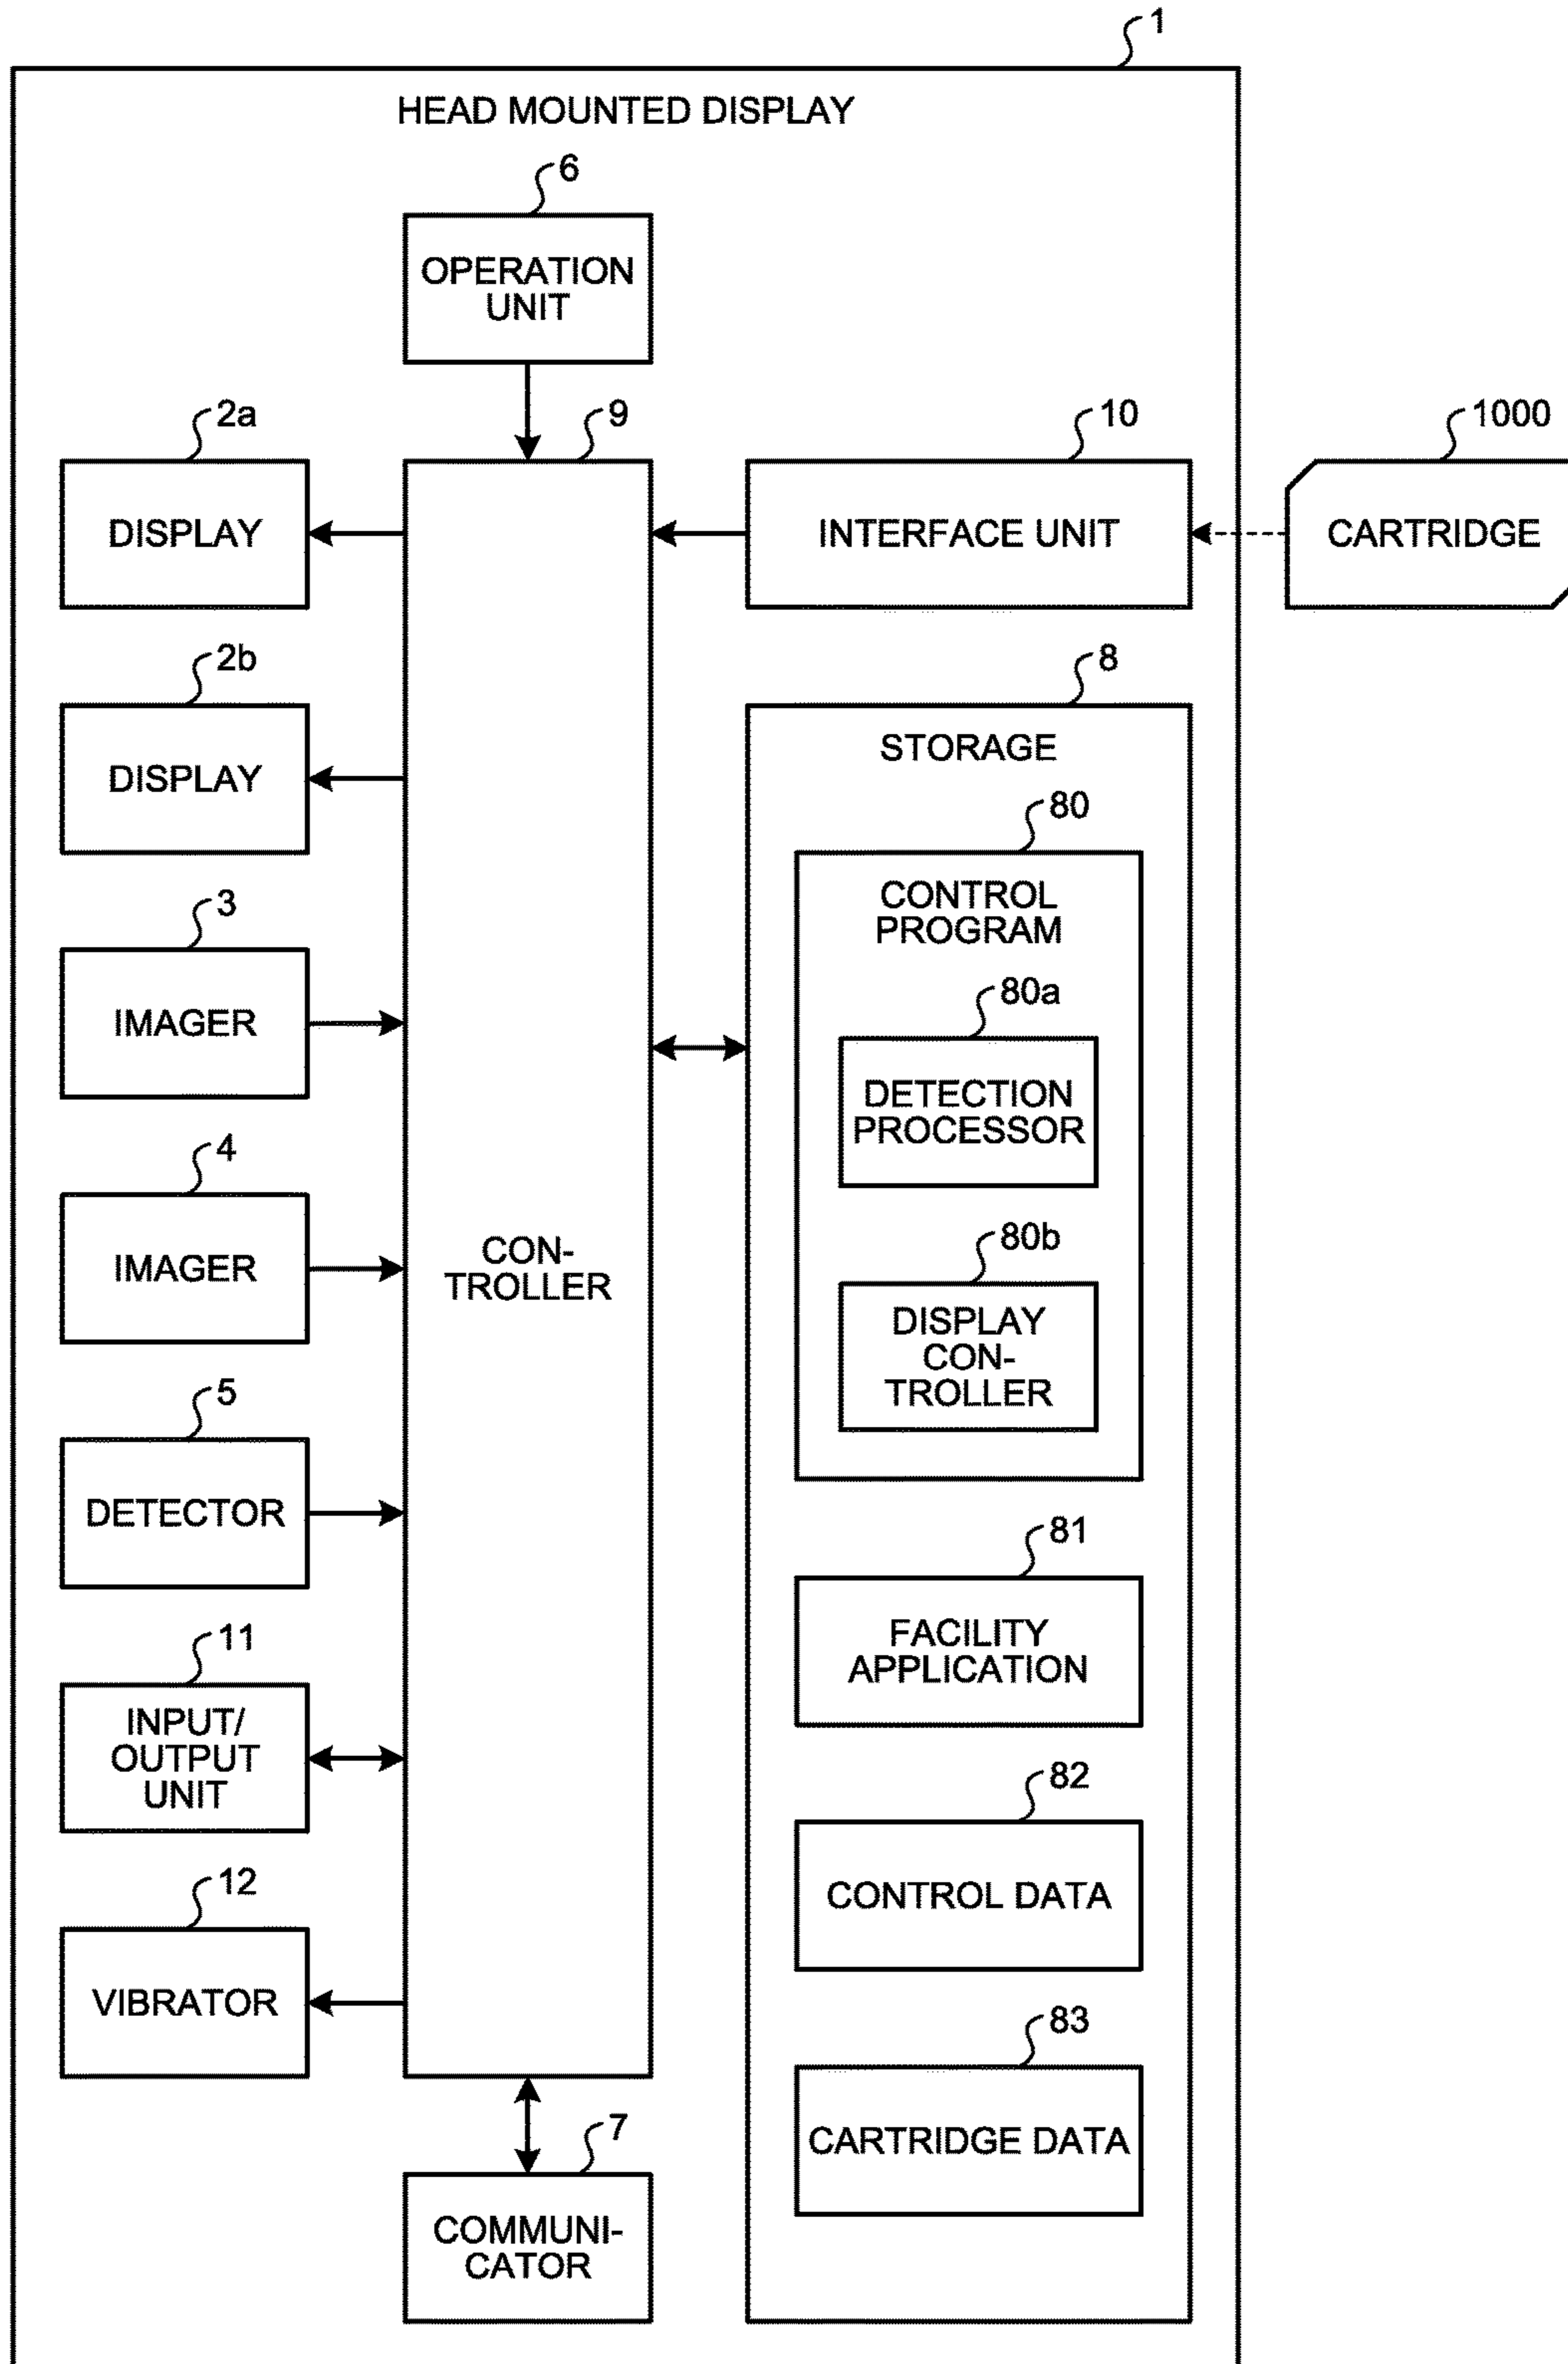 1
HEAD MOUNTED DISPLAY
6
OPERATION
UNIT
2a
DISPLAY
9
CON-
TROLLER
10
INTERFACE UNIT
1000
CARTRIDGE
2b
DISPLAY
3
IMAGER
4
IMAGER
5
DETECTOR
11
INPUT/
OUTPUT
UNIT
12
VIBRATOR
7
COMMUNI-
CATOR
8
STORAGE
80
CONTROL
PROGRAM
80a
DETECTION
PROCESSOR
80b
DISPLAY
CON-
TROLLER
81
FACILITY
APPLICATION
82
CONTROL DATA
83
CARTRIDGE DATA